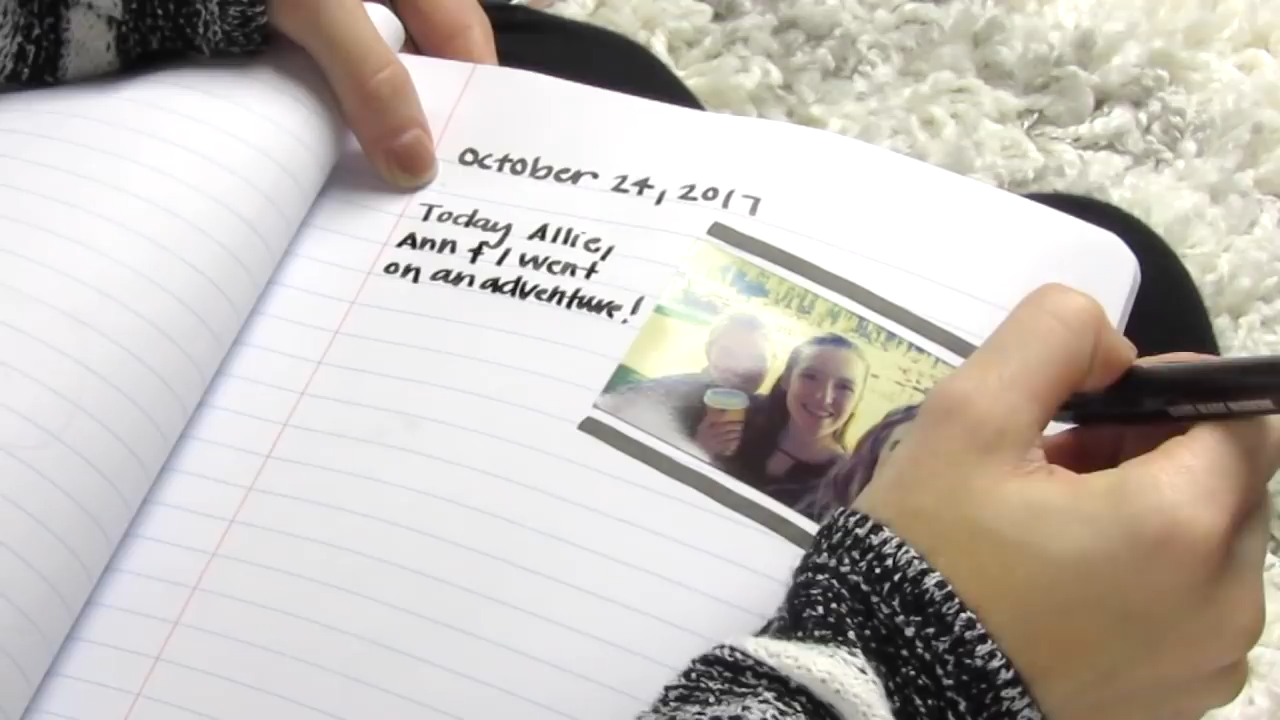 October 24, 2017
Today Allie,
Ann & I went
on an adventure!